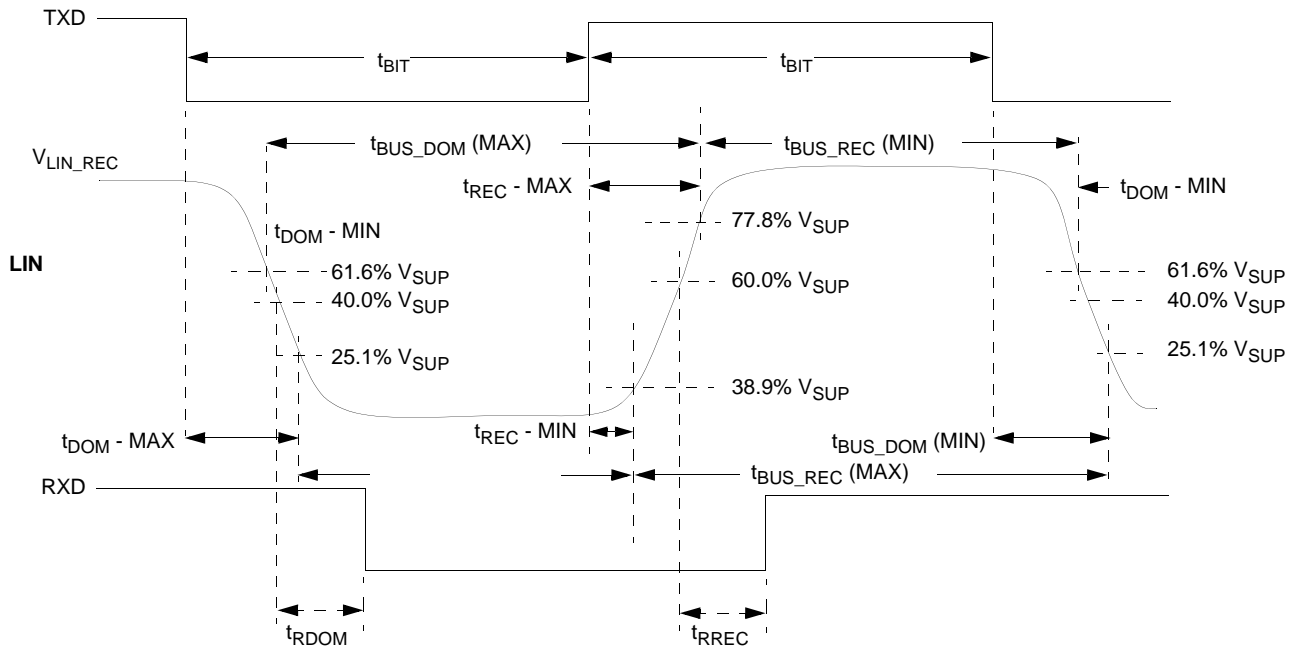 TXD
tBIT
tBIT
tBUS_DOM (MAX)
tBUS_REC (MIN)
VLIN_REC
tREC - MAX
tDOM - MIN
77.8% VSUP
tDOM - MIN
LIN
61.6% VSUP
60.0% VSUP
61.6% VSUP
40.0% VSUP
40.0% VSUP
25.1% VSUP
25.1% VSUP
38.9% VSUP
tDOM - MAX
tREC - MIN
tBUS_DOM (MIN)
tBUS_REC (MAX)
RXD
tRDOM
tRREC